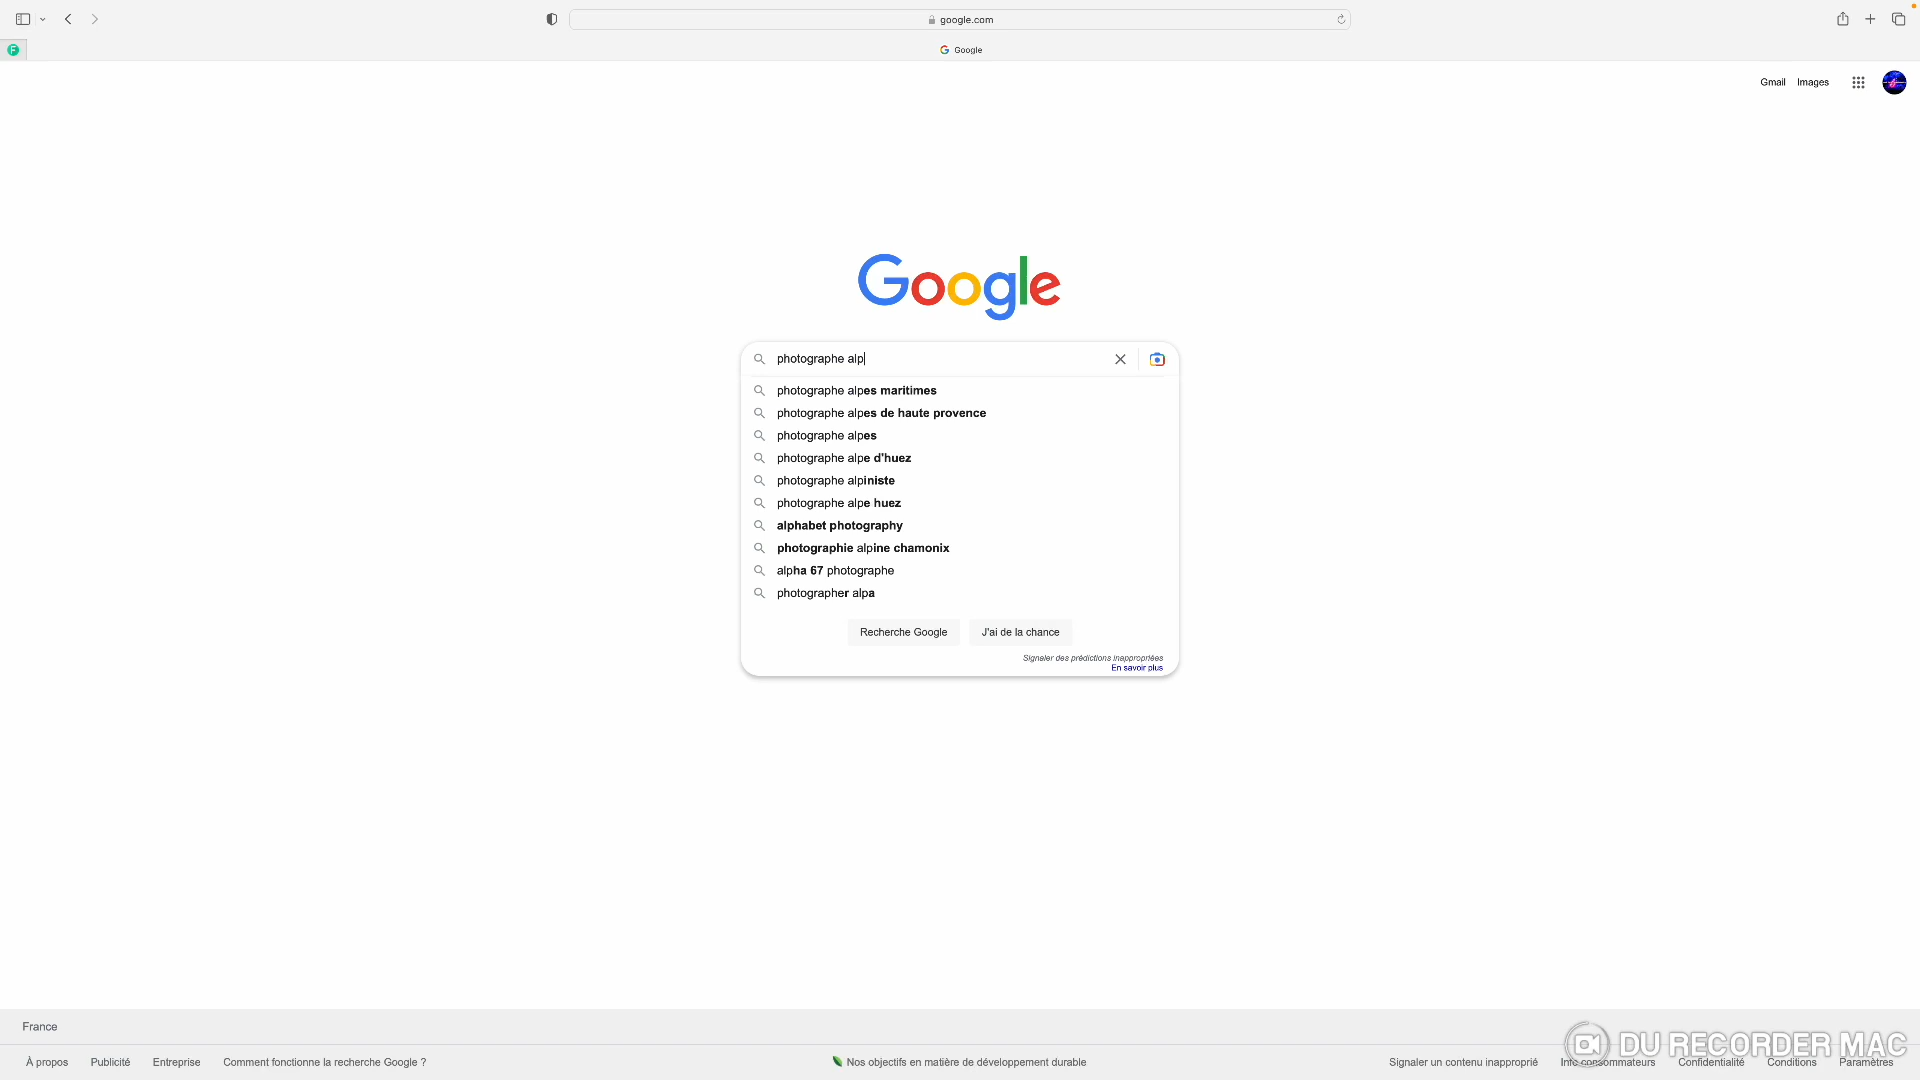 google.com
Google
Gmail Images
Google
photographe alp
photographe alpes maritimes
photographe alpes de haute provence
photographe alpes
photographe alpe d'huez
photographe alpiniste
photographe alpe huez
alphabet photography
photographie alpine chamonix
alpha 67 photographe
photographer alpa
Recherche Google J'ai de la chance
Signaler des prédictions inappropriées
En savoir plus
France
DU RECORDER MAC
À propos Publicité Entreprise Comment fonctionne la recherche Google ? Nos objectifs en matière de développement durable Signaler un contenu inapproprié Info consommateurs Confidentialité Conditions Paramètres